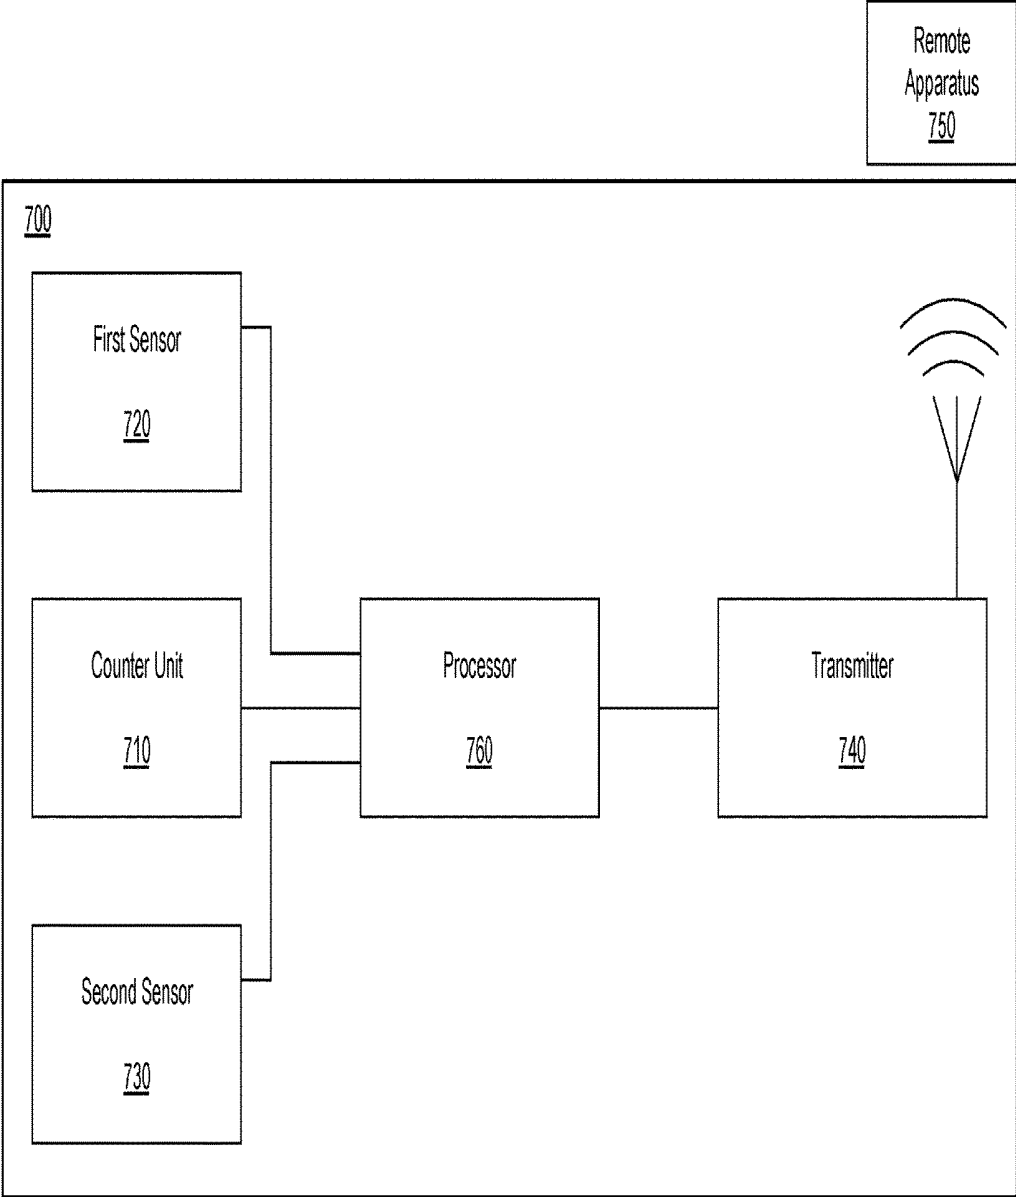 Remote
Apparatus
750
700
First Sensor
720
Counter Unit
710
Processor
760
Transmitter
740
Second Sensor
730